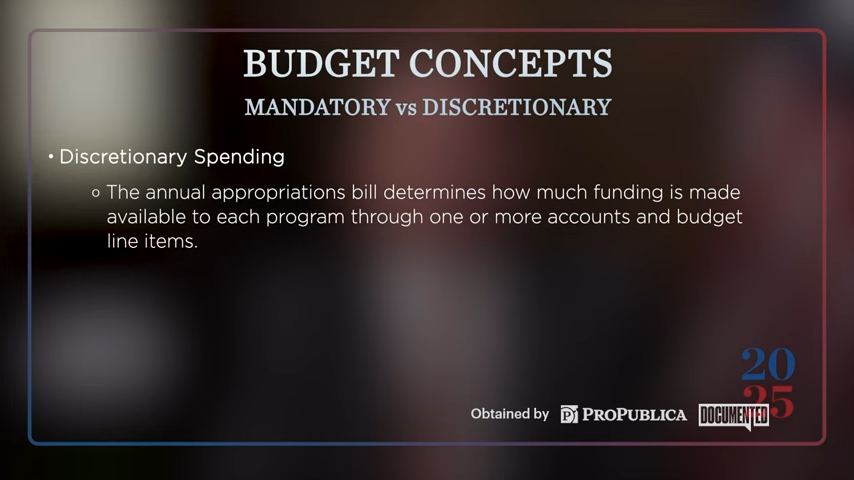 BUDGET CONCEPTS
MANDATORY vs DISCRETIONARY
• Discretionary Spending
o The annual appropriations bill determines how much funding is made
available to each program through one or more accounts and budget
line items.
20
25
Obtained by PROPUBLICA DOCUMENTED